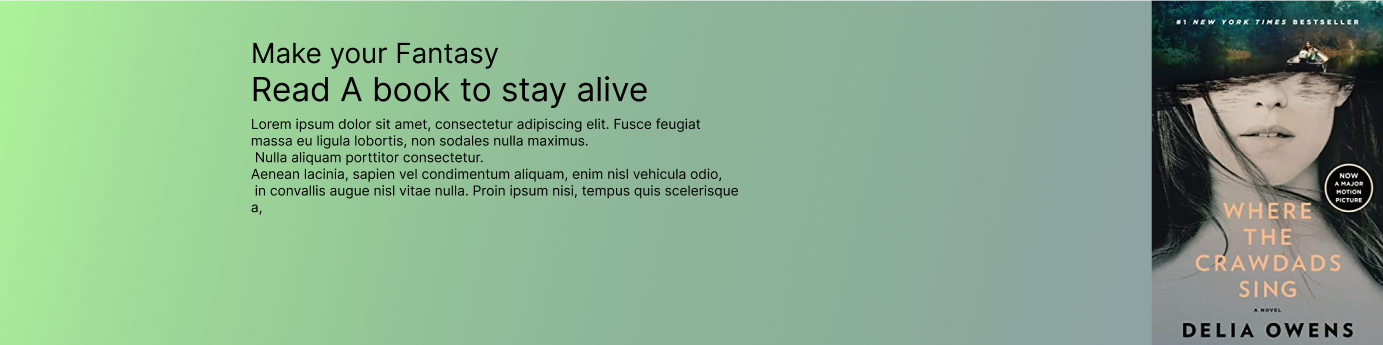 Make your Fantasy
Read A book to stay alive
Lorem ipsum dolor sit amet, consectetur adipiscing elit. Fusce feugiat
massa eu ligula lobortis, non sodales nulla maximus.
Nulla aliquam porttitor consectetur.
Aenean lacinia, sapien vel condimentum aliquam, enim nisl vehicula odio,
in convallis augue nisl vitae nulla. Proin ipsum nisi, tempus quis scelerisque
a,
#1 NEW YORK TIMES BESTSELLER
NOW
A MAJOR
MOTION
PICTURE
WHERE
THE
CRAWDADS
SING
A NOVEL
DELIA OWENS